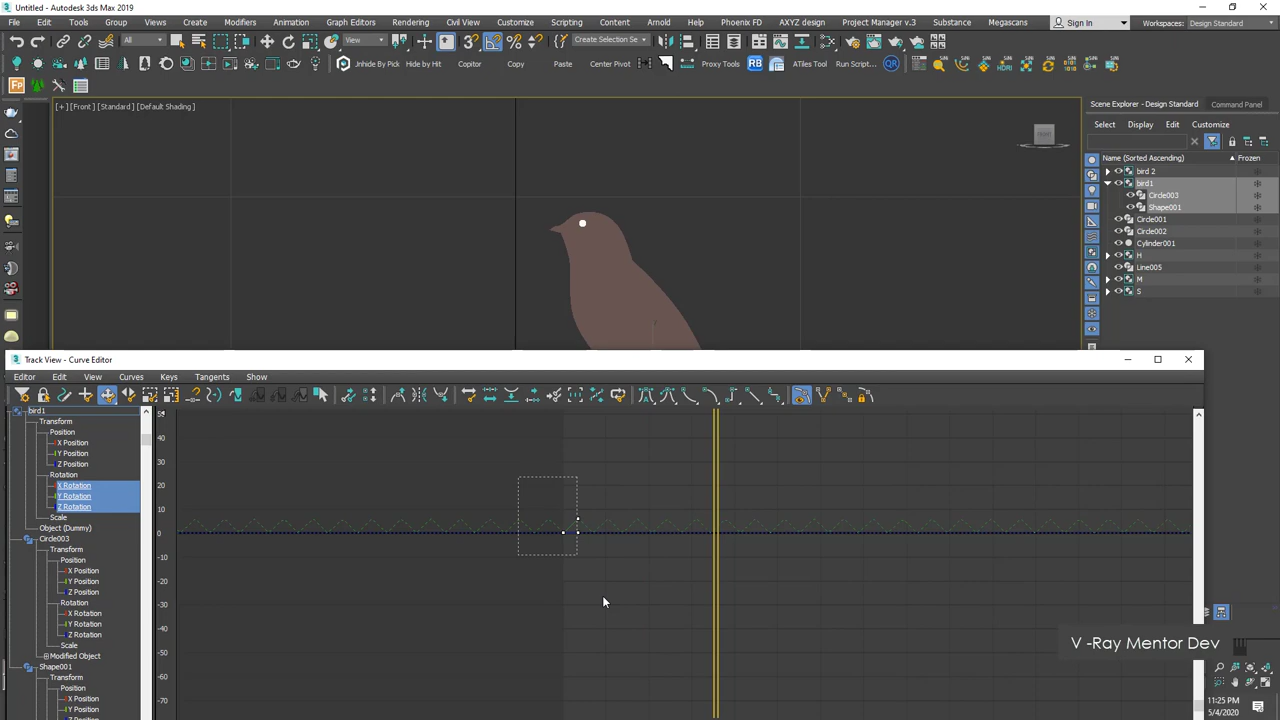 Untitled - Autodesk 3ds Max 2019
File Edit Tools Group Views Create Modifiers Animation Graph Editors Rendering Civil View Customize Scripting Content Arnold Phoenix FD AXYZ design Project Manager v.3 Substance Megascans Sign In Workspaces: Design Standard
All View Create Selection Se
Jhide By Pick Hide by Hit Copitor Copy Paste Center Pivot Proxy Tools RB ATiles Tool Run Script... QR
[+] [Front] [Standard] [Default Shading]
FRONT
Scene Explorer - Design Standard Command Panel
Select Display Edit Customize
Name (Sorted Ascending) Frozen
bird 2
bird1
Circle003
Shape001
Circle001
Circle002
Cylinder001
H
Line005
M
S
Track View - Curve Editor
Editor Edit View Curves Keys Tangents Show
bird1
Transform
Position
X Position
Y Position
Z Position
Rotation
X Rotation
Y Rotation
Z Rotation
Scale
Object (Dummy)
Circle003
Transform
Position
X Position
Y Position
Z Position
Rotation
X Rotation
Y Rotation
Z Rotation
Scale
Modified Object
Shape001
Transform
Position
X Position
Y Position
40
30
20
10
0
-10
-20
-30
-40
-50
-60
-70
V -Ray Mentor Dev
11:25 PM
5/4/2020